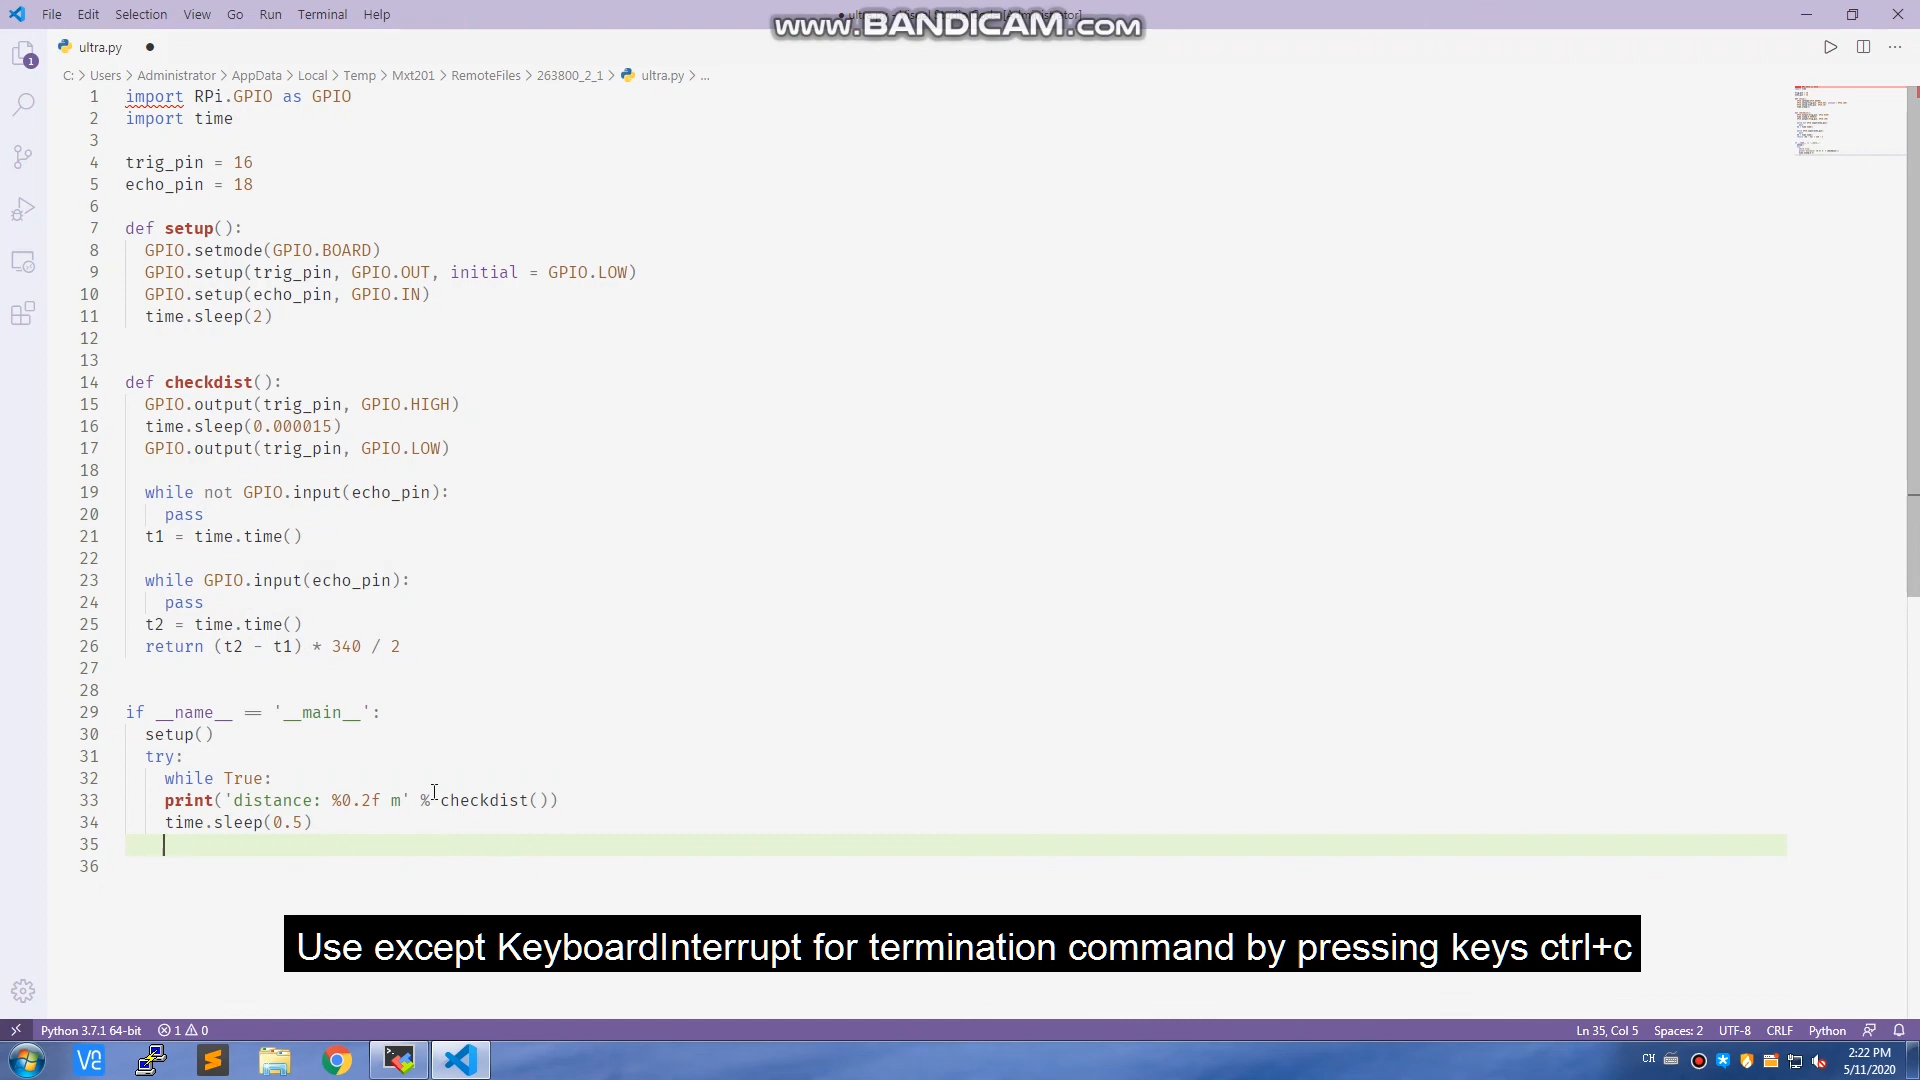 File Edit Selection View Go Run Terminal Help
www.BANDICAM.com
ultra.py
C: > Users > Administrator > AppData > Local > Temp > Mxt201 > RemoteFiles > 263800_2_1 > ultra.py > ...
1 import RPi.GPIO as GPIO
2 import time
3
4 trig_pin = 16
5 echo_pin = 18
6
7 def setup():
8 GPIO.setmode(GPIO.BOARD)
9 GPIO.setup(trig_pin, GPIO.OUT, initial = GPIO.LOW)
10 GPIO.setup(echo_pin, GPIO.IN)
11 time.sleep(2)
12
13
14 def checkdist():
15 GPIO.output(trig_pin, GPIO.HIGH)
16 time.sleep(0.000015)
17 GPIO.output(trig_pin, GPIO.LOW)
18
19 while not GPIO.input(echo_pin):
20 pass
21 t1 = time.time()
22
23 while GPIO.input(echo_pin):
24 pass
25 t2 = time.time()
26 return (t2 - t1) * 340 / 2
27
28
29 if __name__ == '__main__':
30 setup()
31 try:
32 while True:
33 print('distance: %0.2f m' % checkdist())
34 time.sleep(0.5)
35
36
Use except KeyboardInterrupt for termination command by pressing keys ctrl+c
Python 3.7.1 64-bit 1 0 Ln 35, Col 5 Spaces: 2 UTF-8 CRLF Python
CH 2:22 PM
5/11/2020